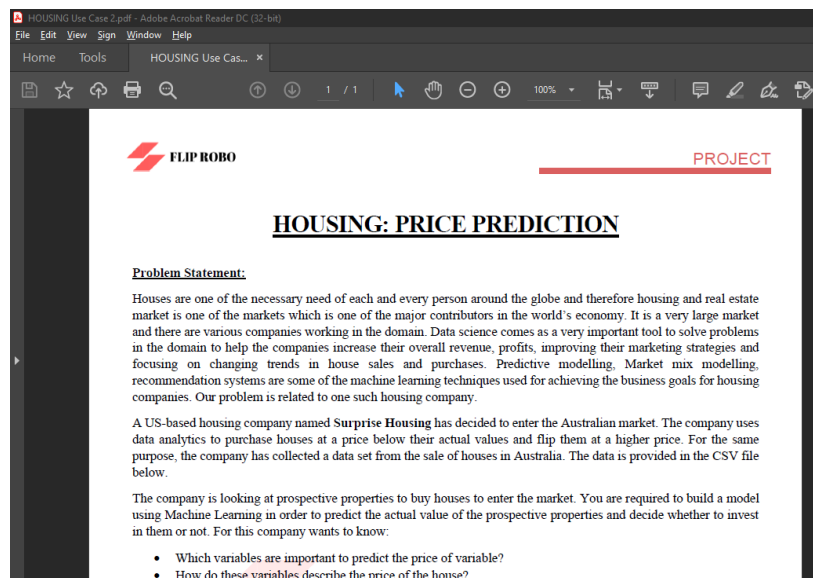 HOUSING Use Case 2.pdf - Adobe Acrobat Reader DC (32-bit)
File Edit View Sign Window Help
Home Tools HOUSING Use Cas... ×
1 / 1 100%
FLIP ROBO
PROJECT
HOUSING: PRICE PREDICTION
Problem Statement:
Houses are one of the necessary need of each and every person around the globe and therefore housing and real estate
market is one of the markets which is one of the major contributors in the world’s economy. It is a very large market
and there are various companies working in the domain. Data science comes as a very important tool to solve problems
in the domain to help the companies increase their overall revenue, profits, improving their marketing strategies and
focusing on changing trends in house sales and purchases. Predictive modelling, Market mix modelling,
recommendation systems are some of the machine learning techniques used for achieving the business goals for housing
companies. Our problem is related to one such housing company.
A US-based housing company named Surprise Housing has decided to enter the Australian market. The company uses
data analytics to purchase houses at a price below their actual values and flip them at a higher price. For the same
purpose, the company has collected a data set from the sale of houses in Australia. The data is provided in the CSV file
below.
The company is looking at prospective properties to buy houses to enter the market. You are required to build a model
using Machine Learning in order to predict the actual value of the prospective properties and decide whether to invest
in them or not. For this company wants to know:
• Which variables are important to predict the price of variable?
• How do these variables describe the price of the house?